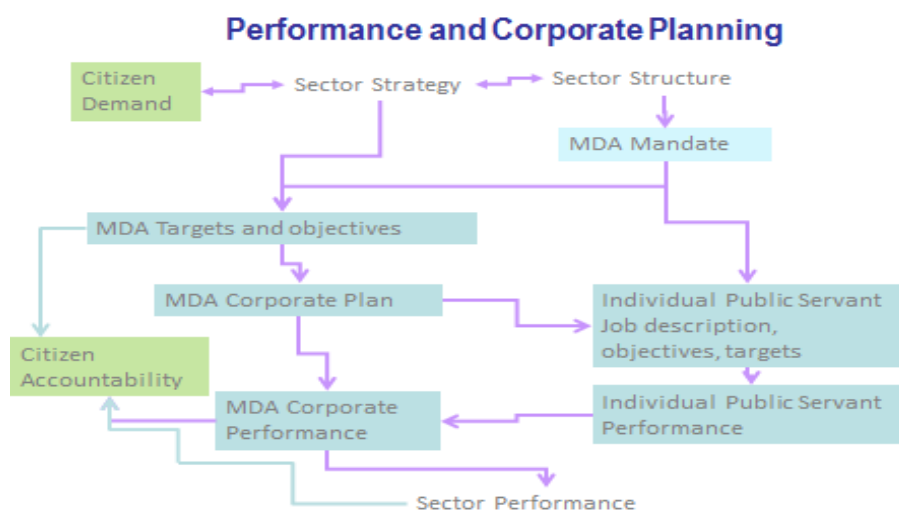 Performance and Corporate Planning
Citizen
Demand
Sector Strategy
Sector Structure
MDA Mandate
MDA Targets and objectives
MDA Corporate Plan
Individual Public Servant
Job description,
objectives, targets
Citizen
Accountability
MDA Corporate
Performance
Individual Public Servant
Performance
Sector Performance